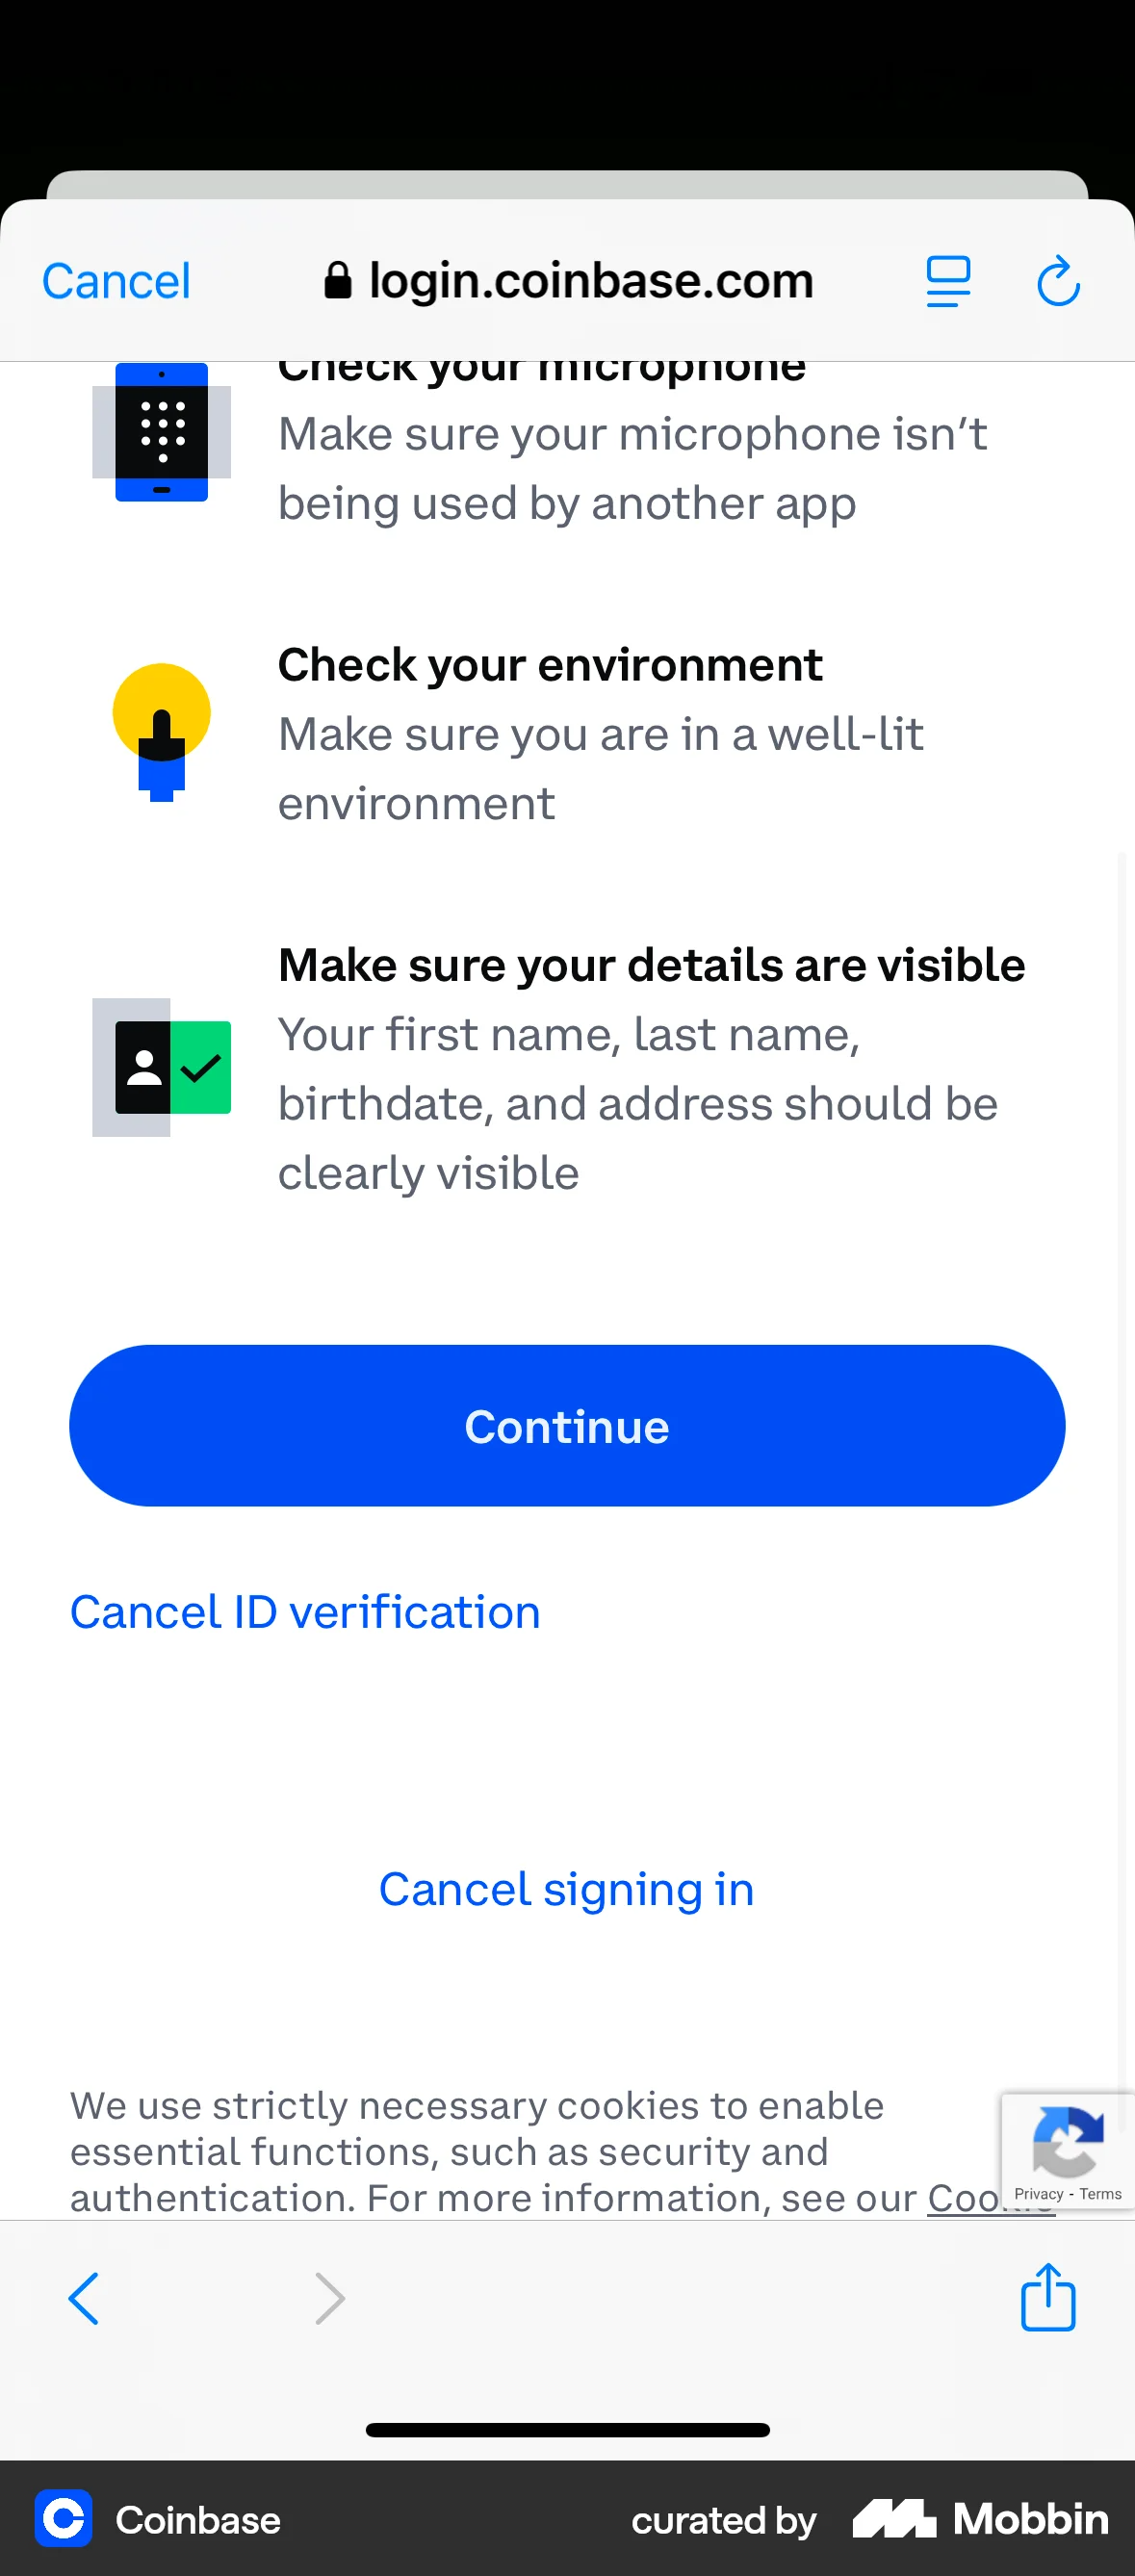 Cancel
login.coinbase.com
Check your microphone
Make sure your microphone isn’t
being used by another app
Check your environment
Make sure you are in a well-lit
environment
Make sure your details are visible
Your first name, last name,
birthdate, and address should be
clearly visible
Continue
Cancel ID verification
Cancel signing in
We use strictly necessary cookies to enable
essential functions, such as security and
authentication. For more information, see our Cookie
Privacy - Terms
Coinbase
curated by Mobbin